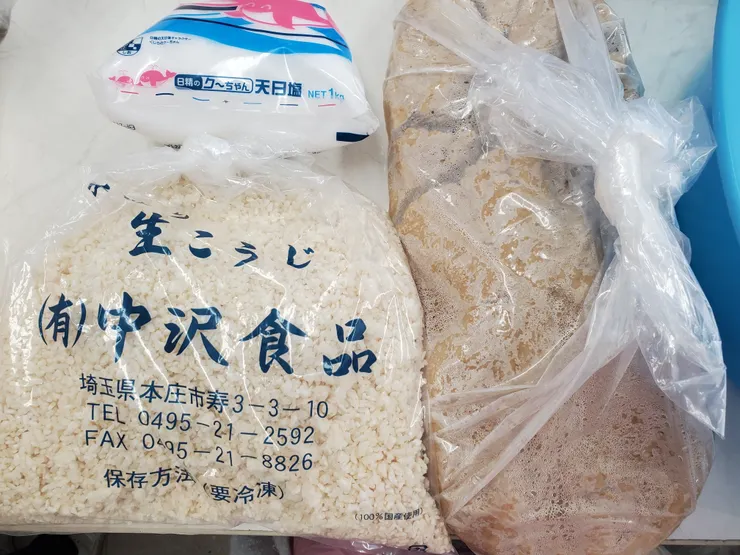 日精の クーちゃん 天日塩 NET 1kg
生こうじ
(有)中沢食品
埼玉県本庄市寿3-3-10
TEL 0495-21-2592
FAX 0495-21-8826
保存方法(要冷凍)
(100%国産使用)